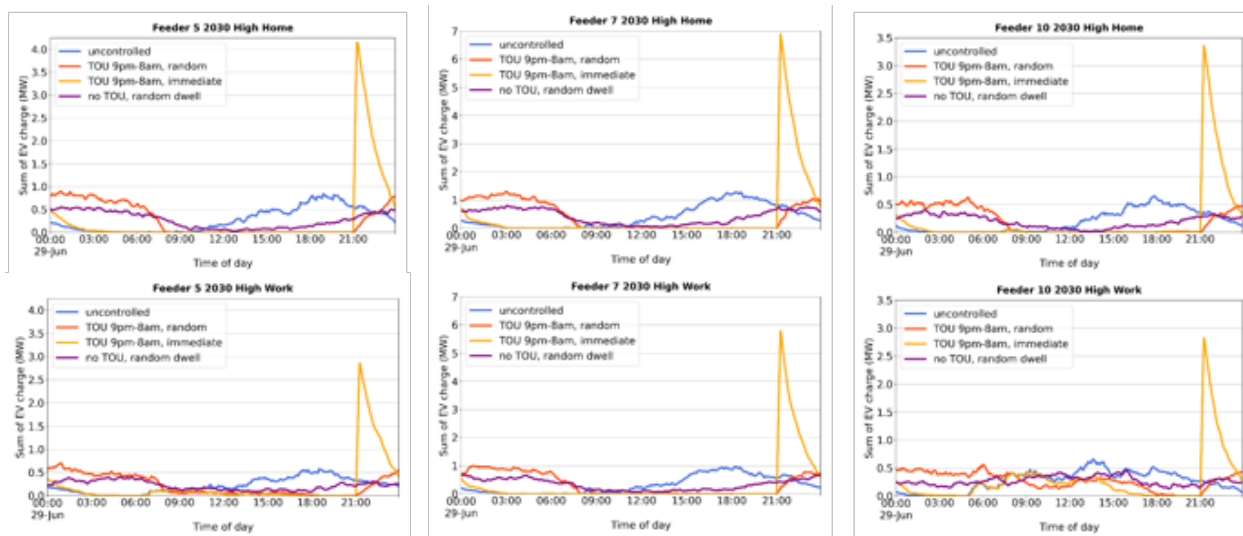 Feeder 5 2030 High Home
Sum of EV charge (MW)
4.0
3.5
3.0
2.5
2.0
1.5
1.0
0.5
0.0
uncontrolled
TOU 9pm-8am, random
TOU 9pm-8am, immediate
no TOU, random dwell
00:00 03:00 06:00 09:00 12:00 15:00 18:00 21:00
29-Jun
Time of day
Feeder 7 2030 High Home
Sum of EV charge (MW)
7
6
5
4
3
2
1
0
uncontrolled
TOU 9pm-8am, random
TOU 9pm-8am, immediate
no TOU, random dwell
00:00 03:00 06:00 09:00 12:00 15:00 18:00 21:00
29-Jun
Time of day
Feeder 10 2030 High Home
Sum of EV charge (MW)
3.5
3.0
2.5
2.0
1.5
1.0
0.5
0.0
uncontrolled
TOU 9pm-8am, random
TOU 9pm-8am, immediate
no TOU, random dwell
00:00 03:00 06:00 09:00 12:00 15:00 18:00 21:00
29-Jun
Time of day
Feeder 5 2030 High Work
Sum of EV charge (MW)
4.0
3.5
3.0
2.5
2.0
1.5
1.0
0.5
0.0
uncontrolled
TOU 9pm-8am, random
TOU 9pm-8am, immediate
no TOU, random dwell
00:00 03:00 06:00 09:00 12:00 15:00 18:00 21:00
29-Jun
Time of day
Feeder 7 2030 High Work
Sum of EV charge (MW)
7
6
5
4
3
2
1
0
uncontrolled
TOU 9pm-8am, random
TOU 9pm-8am, immediate
no TOU, random dwell
00:00 03:00 06:00 09:00 12:00 15:00 18:00 21:00
29-Jun
Time of day
Feeder 10 2030 High Work
Sum of EV charge (MW)
3.5
3.0
2.5
2.0
1.5
1.0
0.5
0.0
uncontrolled
TOU 9pm-8am, random
TOU 9pm-8am, immediate
no TOU, random dwell
00:00 03:00 06:00 09:00 12:00 15:00 18:00 21:00
29-Jun
Time of day